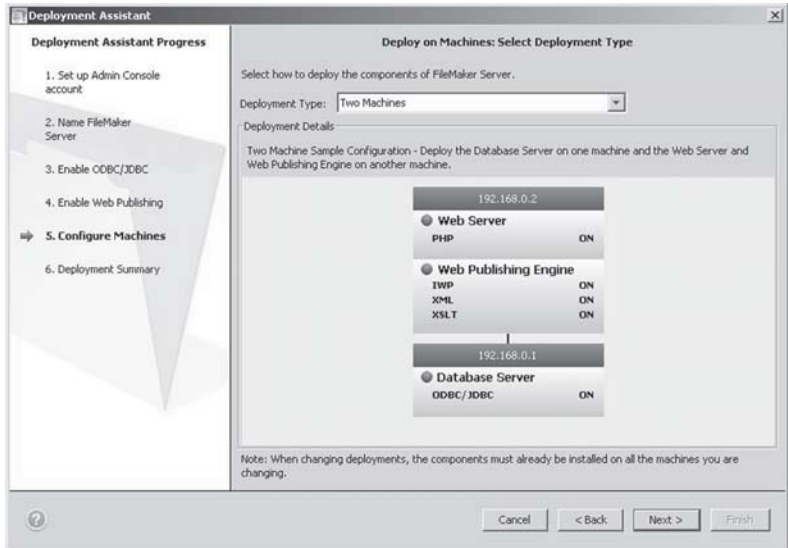 Deployment Assistant
Deployment Assistant Progress
1. Set up Admin Console
account
2. Name FileMaker
Server
3. Enable ODBC/JDBC
4. Enable Web Publishing
5. Configure Machines
6. Deployment Summary
Deploy on Machines: Select Deployment Type
Select how to deploy the components of FileMaker Server.
Deployment Type: Two Machines
Deployment Details
Two Machine Sample Configuration - Deploy the Database Server on one machine and the Web Server and
Web Publishing Engine on another machine.
192.168.0.2
Web Server
PHP ON
Web Publishing Engine
IWP ON
XML ON
XSLT ON
192.168.0.1
Database Server
ODBC/JDBC ON
Note: When changing deployments, the components must already be installed on all the machines you are
changing.
? Cancel < Back Next > Finish